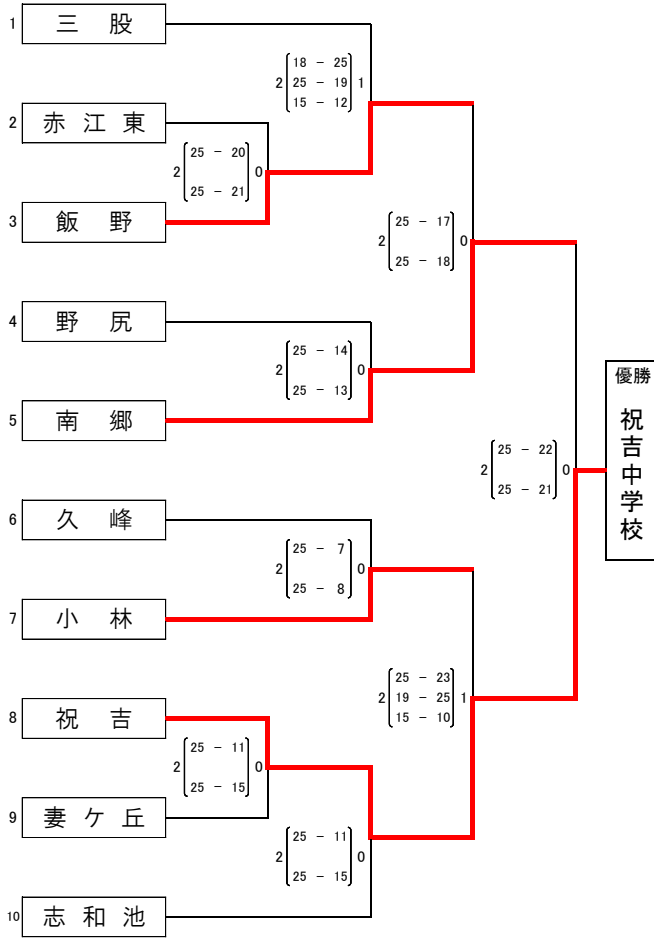 1 三股
18 - 25
2 25 - 19 1
15 - 12
2 赤江東
25 - 20
2 0
25 - 21
3 飯野
25 - 17
2 0
25 - 18
4 野尻
25 - 14
2 0
25 - 13
5 南郷
優勝
祝吉中学校
25 - 22
2 0
25 - 21
6 久峰
25 - 7
2 0
25 - 8
7 小林
25 - 23
2 19 - 25 1
15 - 10
8 祝吉
25 - 11
2 0
25 - 15
9 妻ケ丘
25 - 11
2 0
25 - 15
10 志和池